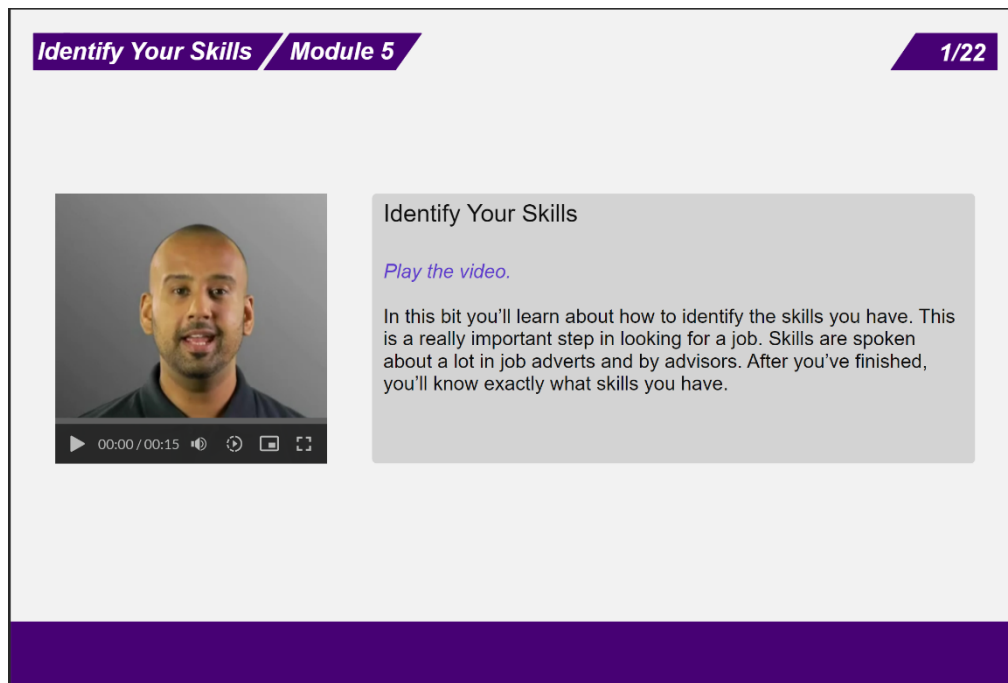 Identify Your Skills Module 5
1/22
Identify Your Skills
Play the video.
In this bit you’ll learn about how to identify the skills you have. This
is a really important step in looking for a job. Skills are spoken
about a lot in job adverts and by advisors. After you’ve finished,
you’ll know exactly what skills you have.
00:00 / 00:15